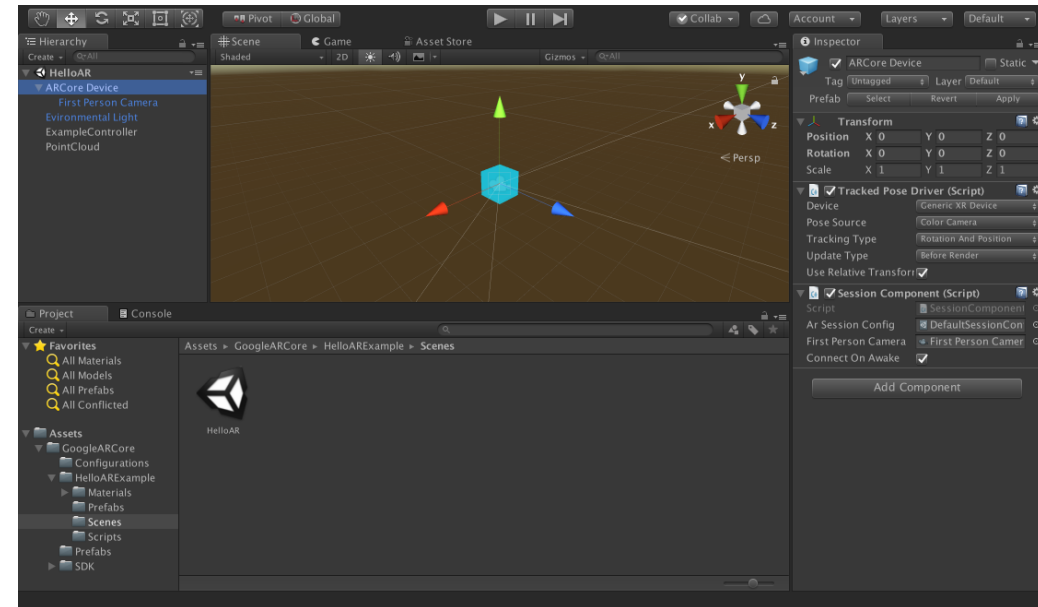 Pivot Global Collab Account Layers Default
Hierarchy
Create All
HelloAR
ARCore Device
First Person Camera
Evironmental Light
ExampleController
PointCloud
Scene Game Asset Store
Shaded 2D Gizmos All
y
x z
Persp
Inspector
ARCore Device Static
Tag Untagged Layer Default
Prefab Select Revert Apply
Transform
Position X 0 Y 0 Z 0
Rotation X 0 Y 0 Z 0
Scale X 1 Y 1 Z 1
Tracked Pose Driver (Script)
Device Generic XR Device
Pose Source Color Camera
Tracking Type Rotation And Position
Update Type Before Render
Use Relative Transforr
Session Component (Script)
Script SessionComponent
Ar Session Config DefaultSessionCon
First Person Camera First Person Camer
Connect On Awake
Add Component
Project Console
Create
Favorites
All Materials
All Models
All Prefabs
All Conflicted
Assets
GoogleARCore
Configurations
HelloARExample
Materials
Prefabs
Scenes
Scripts
Prefabs
SDK
Assets ▸ GoogleARCore ▸ HelloARExample ▸ Scenes
HelloAR